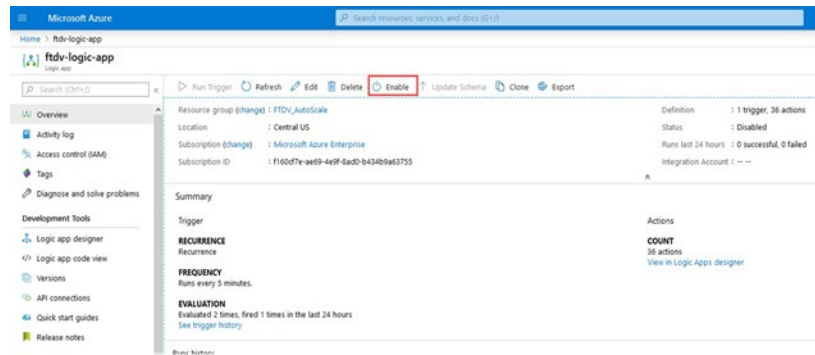 Microsoft Azure
Search resources, services, and docs (G+/)
Home > ftdv-logic-app
ftdv-logic-app
Logic app
Search (Ctrl+/)
«
Run Trigger Refresh Edit Delete Enable Update Schema Clone Export
Overview
Activity log
Access control (IAM)
Tags
Diagnose and solve problems
Development Tools
Logic app designer
Logic app code view
Versions
API connections
Quick start guides
Release notes
Resource group (change) : FTDV_AutoScale
Location : Central US
Subscription (change) : Microsoft Azure Enterprise
Subscription ID : f160cf7e-ae69-4e9f-8ad0-b434b9a63755
Definition : 1 trigger, 36 actions
Status : Disabled
Runs last 24 hours : 0 successful, 0 failed
Integration Account : -- --
Summary
Trigger
RECURRENCE
Recurrence
FREQUENCY
Runs every 5 minutes.
EVALUATION
Evaluated 2 times, fired 1 times in the last 24 hours
See trigger history
Actions
COUNT
36 actions
View in Logic Apps designer
Runs history